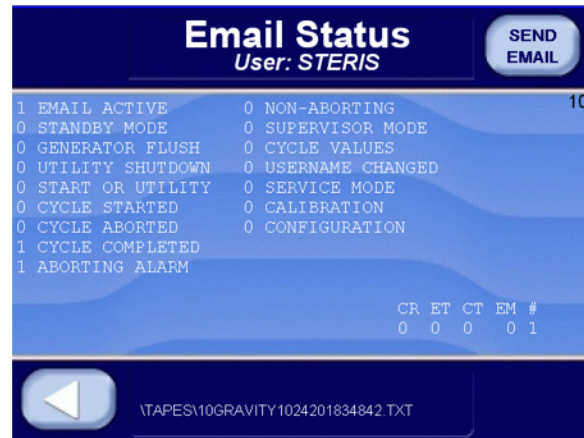 Email Status
User: STERIS
SEND
EMAIL
10
1 EMAIL ACTIVE
0 STANDBY MODE
0 GENERATOR FLUSH
0 UTILITY SHUTDOWN
0 START OR UTILITY
0 CYCLE STARTED
0 CYCLE ABORTED
1 CYCLE COMPLETED
1 ABORTING ALARM
0 NON-ABORTING
0 SUPERVISOR MODE
0 CYCLE VALUES
0 USERNAME CHANGED
0 SERVICE MODE
0 CALIBRATION
0 CONFIGURATION
CR ET CT EM #
0 0 0 0 1
\TAPES\10GRAVITY1024201834842.TXT